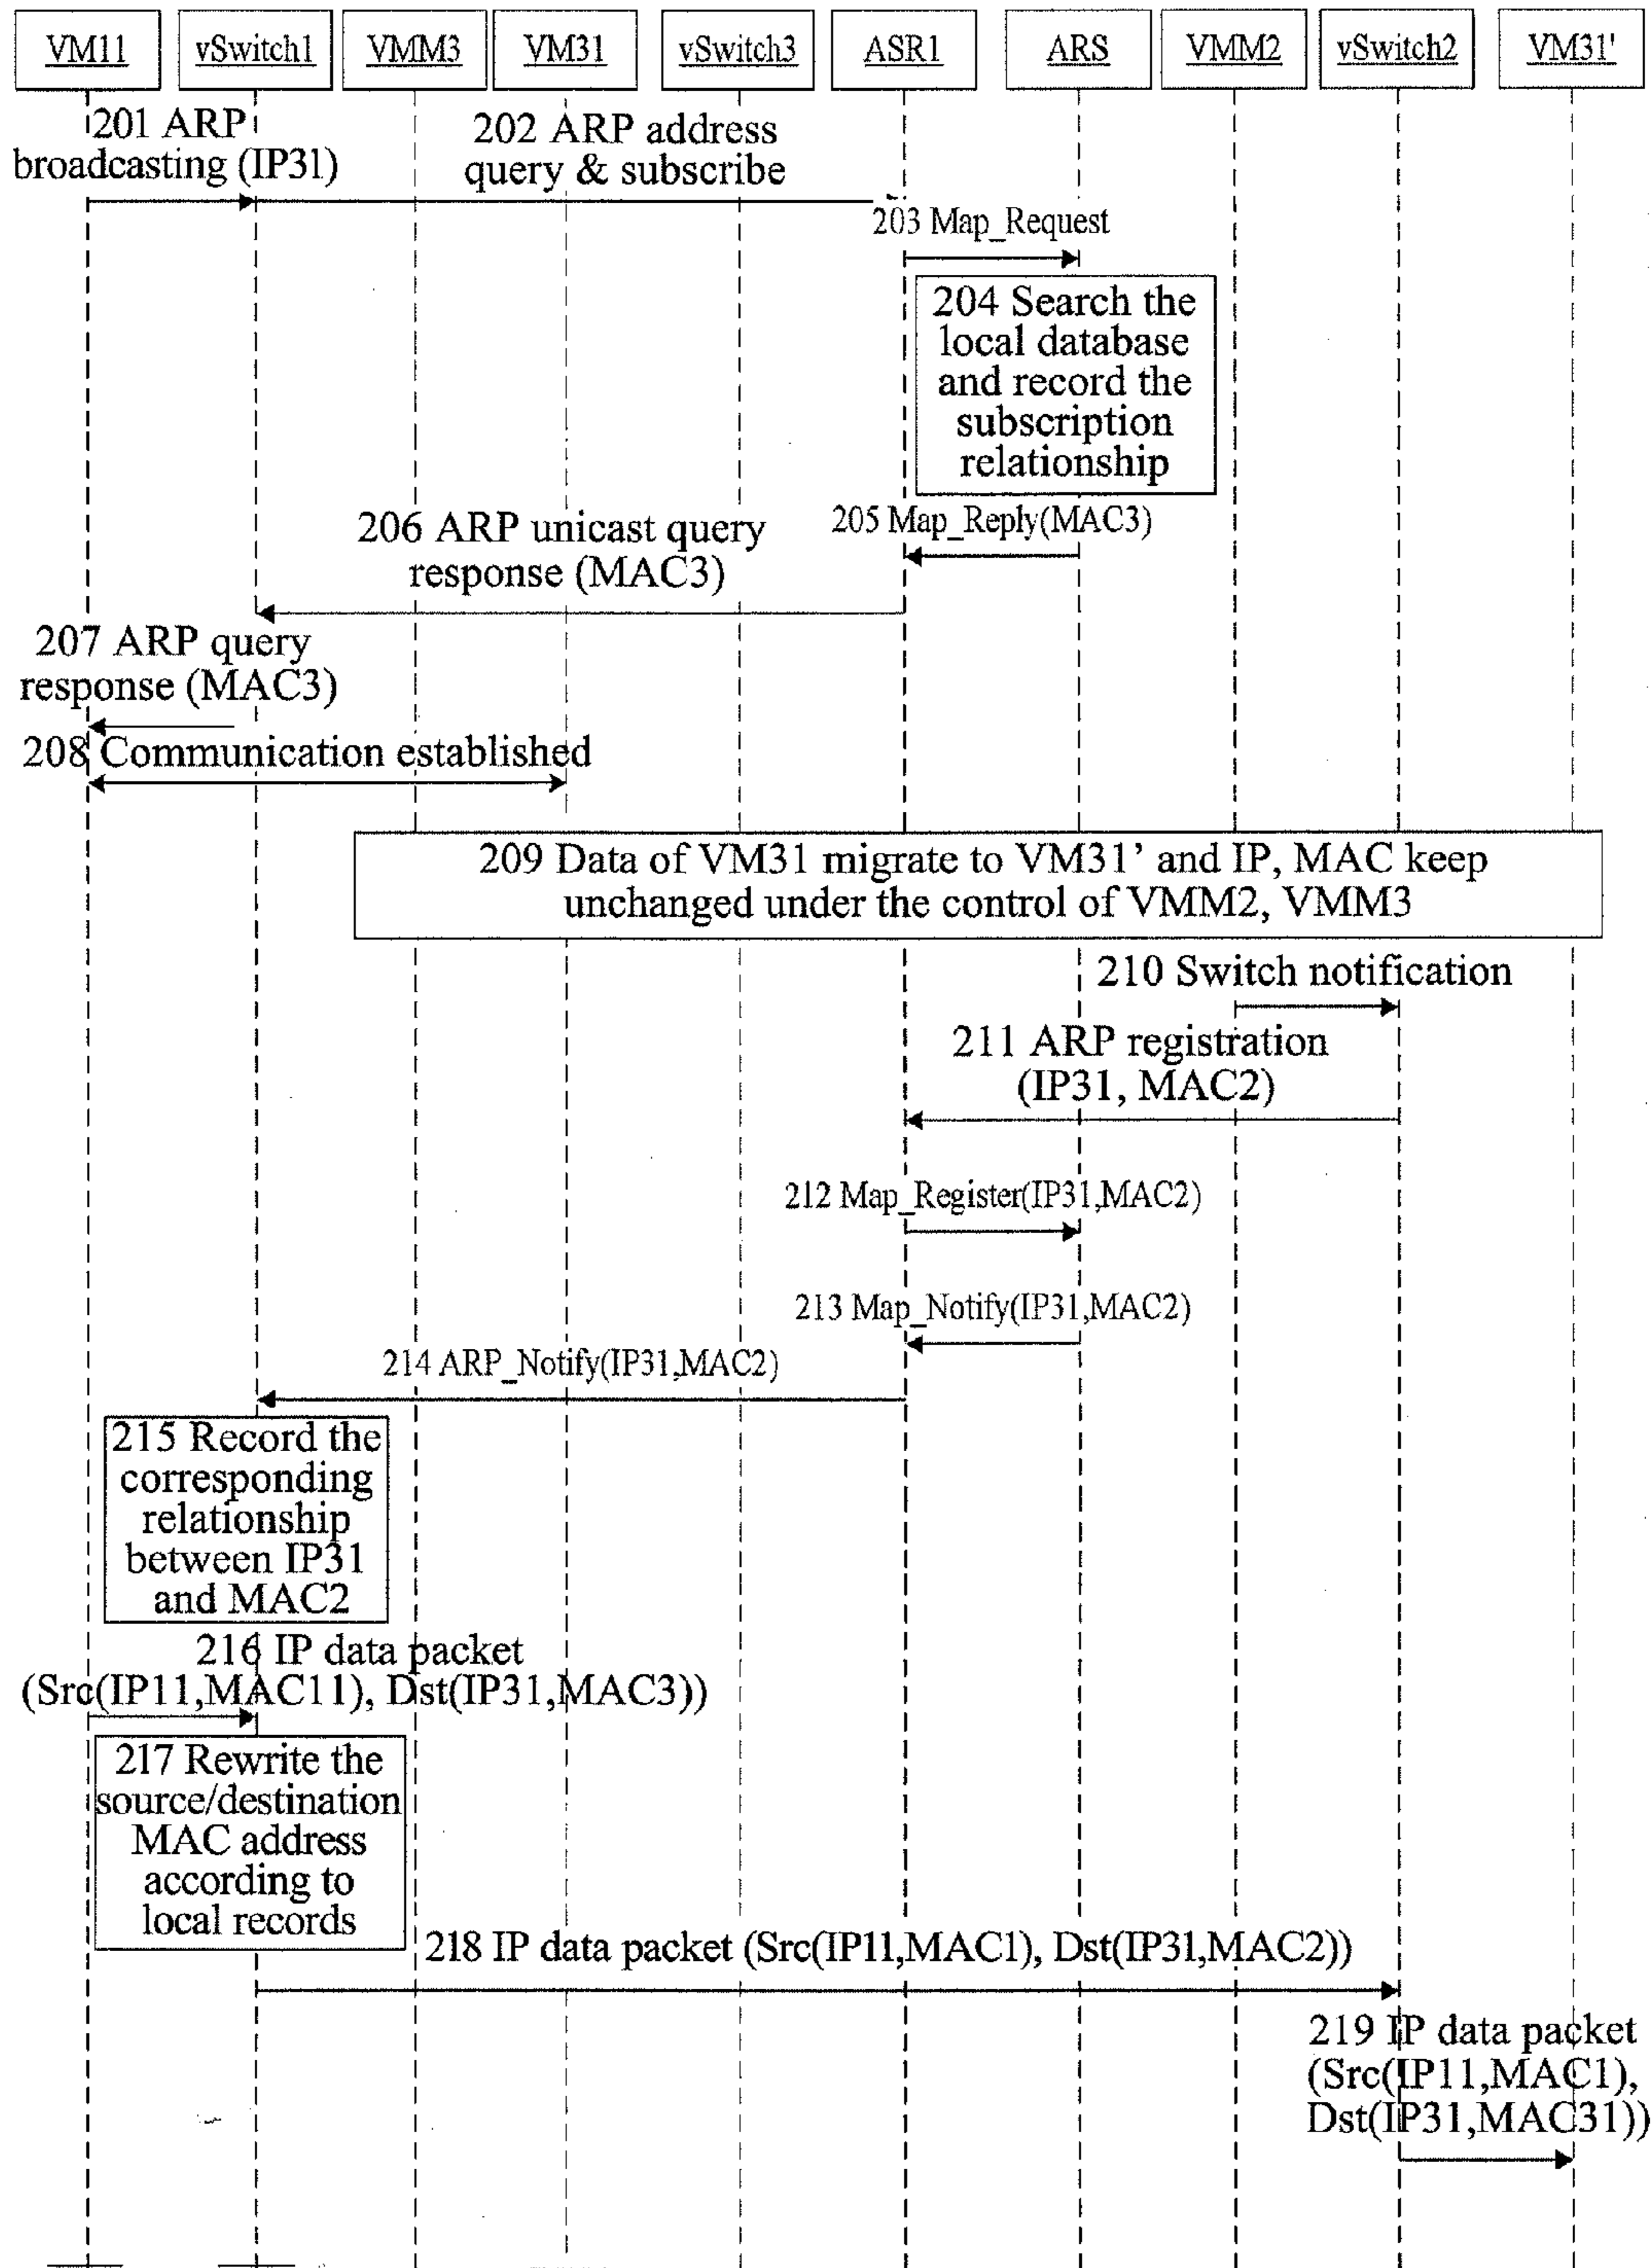 VM11 vSwitch1 VMM3 VM31 vSwitch3 ASR1 ARS VMM2 vSwitch2 VM31'
201 ARP
broadcasting (IP31)
202 ARP address
query & subscribe
203 Map_Request
204 Search the
local database
and record the
subscription
relationship
205 Map_Reply(MAC3)
206 ARP unicast query
response (MAC3)
207 ARP query
response (MAC3)
208 Communication established
209 Data of VM31 migrate to VM31’ and IP, MAC keep
unchanged under the control of VMM2, VMM3
210 Switch notification
211 ARP registration
(IP31, MAC2)
212 Map_Register(IP31,MAC2)
213 Map_Notify(IP31,MAC2)
214 ARP_Notify(IP31,MAC2)
215 Record the
corresponding
relationship
between IP31
and MAC2
216 IP data packet
(Src(IP11,MAC11), Dst(IP31,MAC3))
217 Rewrite the
source/destination
MAC address
according to
local records
218 IP data packet (Src(IP11,MAC1), Dst(IP31,MAC2))
219 IP data packet
(Src(IP11,MAC1),
Dst(IP31,MAC31))